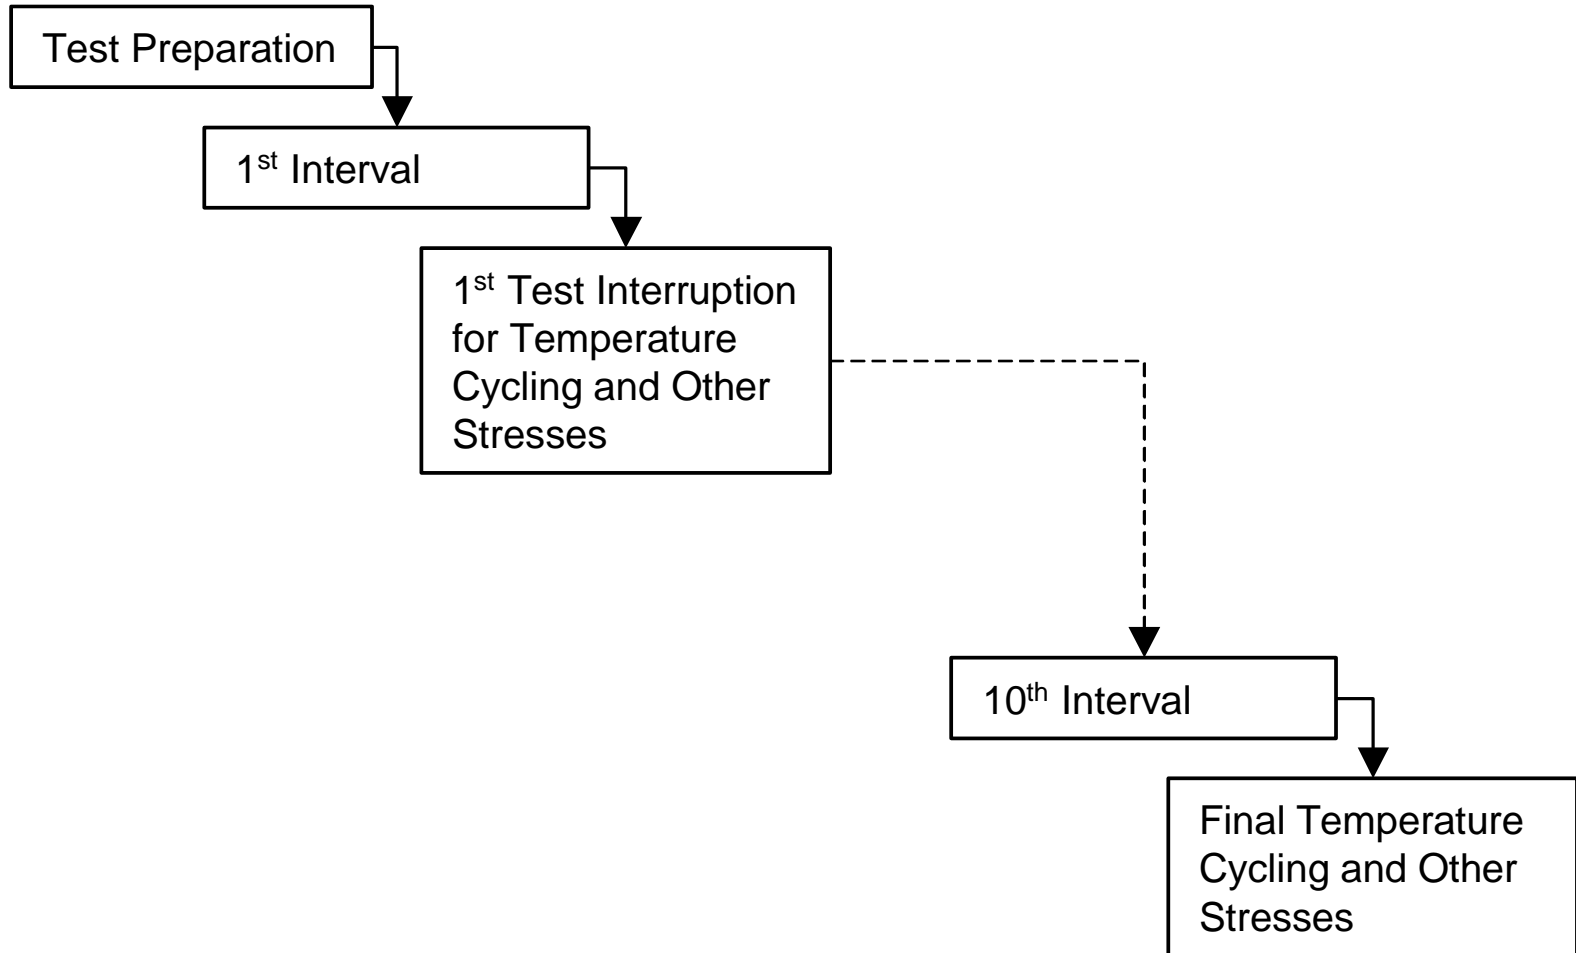 Test Preparation
1st Interval
1st Test Interruption
for Temperature
Cycling and Other
Stresses
10th Interval
Final Temperature
Cycling and Other
Stresses